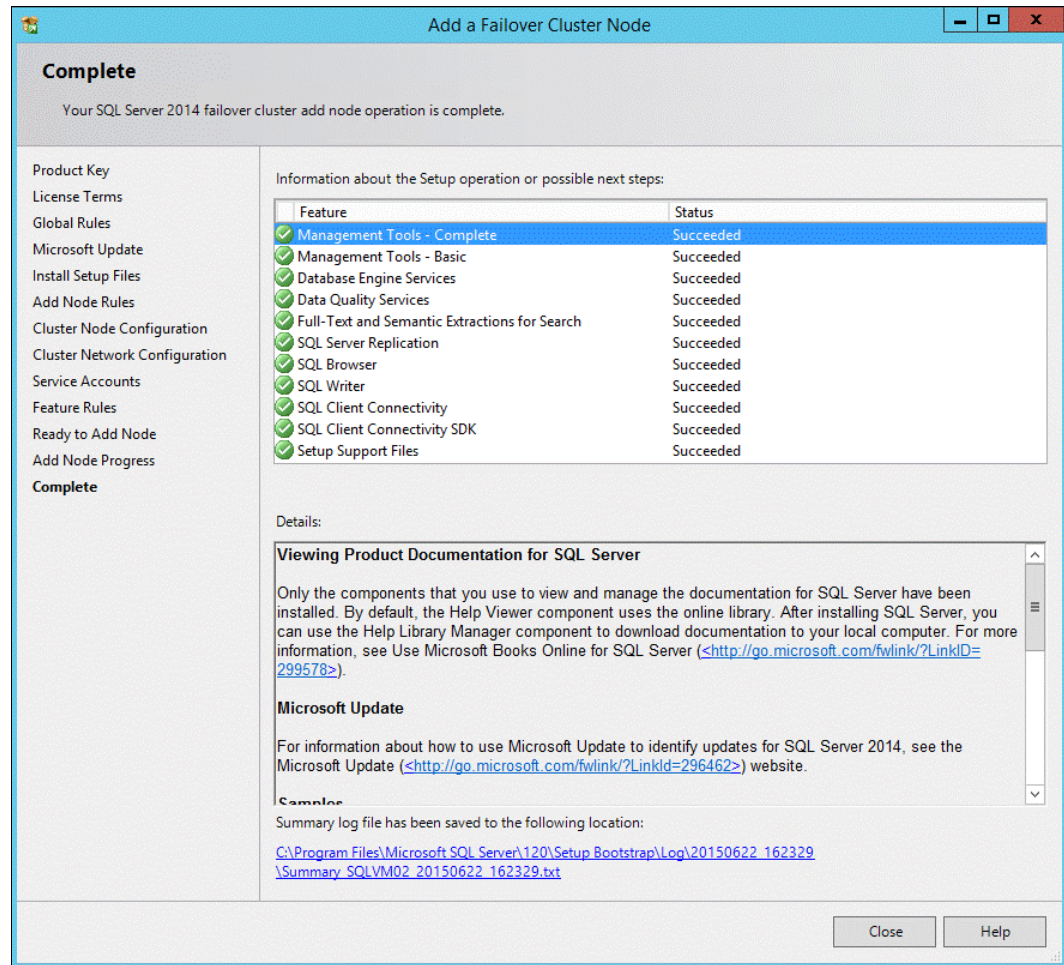 Add a Failover Cluster Node
Complete
Your SQL Server 2014 failover cluster add node operation is complete.
Product Key
License Terms
Global Rules
Microsoft Update
Install Setup Files
Add Node Rules
Cluster Node Configuration
Cluster Network Configuration
Service Accounts
Feature Rules
Ready to Add Node
Add Node Progress
Complete
Information about the Setup operation or possible next steps:
Feature Status
Management Tools - Complete Succeeded
Management Tools - Basic Succeeded
Database Engine Services Succeeded
Data Quality Services Succeeded
Full-Text and Semantic Extractions for Search Succeeded
SQL Server Replication Succeeded
SQL Browser Succeeded
SQL Writer Succeeded
SQL Client Connectivity Succeeded
SQL Client Connectivity SDK Succeeded
Setup Support Files Succeeded
Details:
Viewing Product Documentation for SQL Server
Only the components that you use to view and manage the documentation for SQL Server have been
installed. By default, the Help Viewer component uses the online library. After installing SQL Server, you
can use the Help Library Manager component to download documentation to your local computer. For more
information, see Use Microsoft Books Online for SQL Server (<http://go.microsoft.com/fwlink/?LinkID=
299578>).
Microsoft Update
For information about how to use Microsoft Update to identify updates for SQL Server 2014, see the
Microsoft Update (<http://go.microsoft.com/fwlink/?LinkId=296462>) website.
Samples
Summary log file has been saved to the following location:
C:\Program Files\Microsoft SQL Server\120\Setup Bootstrap\Log\20150622_162329
\Summary_SQLVM02_20150622_162329.txt
Close Help